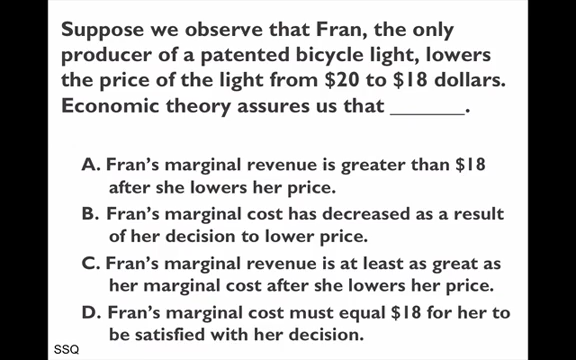 Suppose we observe that Fran, the only
producer of a patented bicycle light, lowers
the price of the light from $20 to $18 dollars.
Economic theory assures us that _______.
A. Fran's marginal revenue is greater than $18
after she lowers her price.
B. Fran's marginal cost has decreased as a result
of her decision to lower price.
C. Fran's marginal revenue is at least as great as
her marginal cost after she lowers her price.
D. Fran's marginal cost must equal $18 for her to
be satisfied with her decision.
SSQ